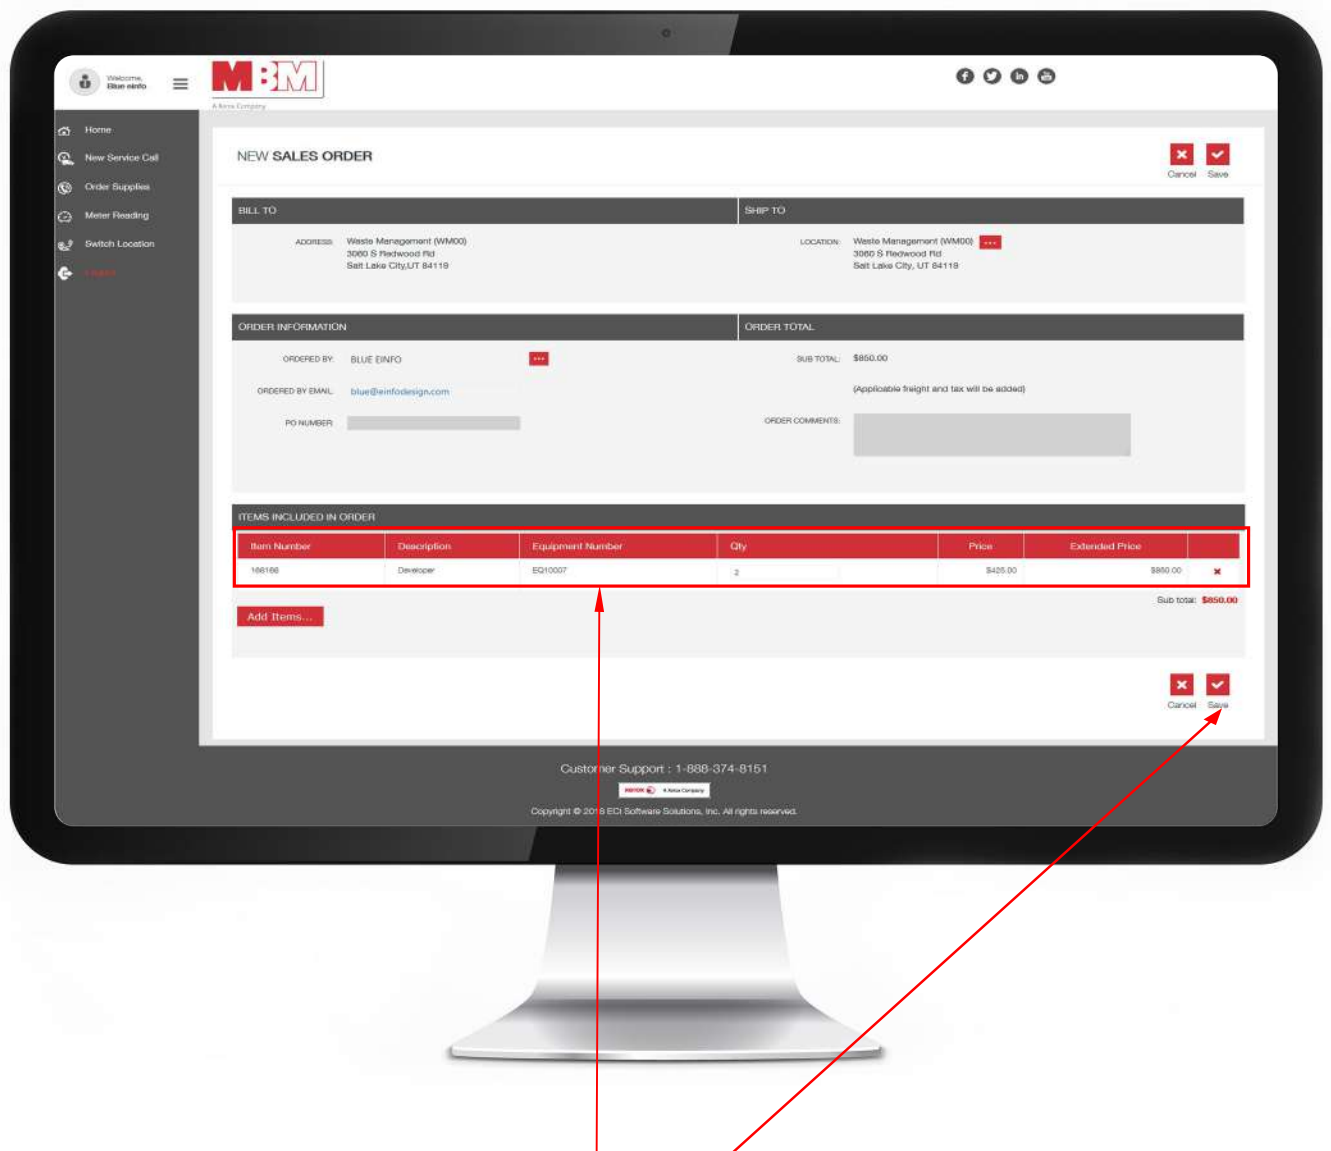 Welcome,
Blue einfo
MBM
A Xerox Company
Home
New Service Call
Order Supplies
Meter Reading
Switch Location
NEW SALES ORDER
Cancel Save
BILL TO
ADDRESS: Waste Management (WM00)
3060 S Redwood Rd
Salt Lake City,UT 84119
SHIP TO
LOCATION: Waste Management (WM00)
3060 S Redwood Rd
Salt Lake City, UT 84119
ORDER INFORMATION
ORDERED BY: BLUE EINFO
ORDERED BY EMAIL: blue@einfodesign.com
PO NUMBER:
ORDER TOTAL
SUB TOTAL: $850.00
(Applicable freight and tax will be added)
ORDER COMMENTS:
ITEMS INCLUDED IN ORDER
Item Number Description Equipment Number Qty Price Extended Price
168166 Developer EQ10007 2 $425.00 $850.00
Sub total: $850.00
Add Items...
Cancel Save
Customer Support : 1-888-374-8151
xerox A Xerox Company
Copyright © 2018 ECI Software Solutions, Inc. All rights reserved.